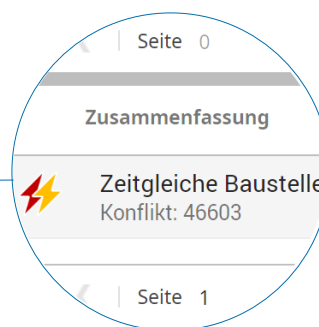 Seite 0
Zusammenfassung
Zeitgleiche Baustelle
Konflikt: 46603
Seite 1